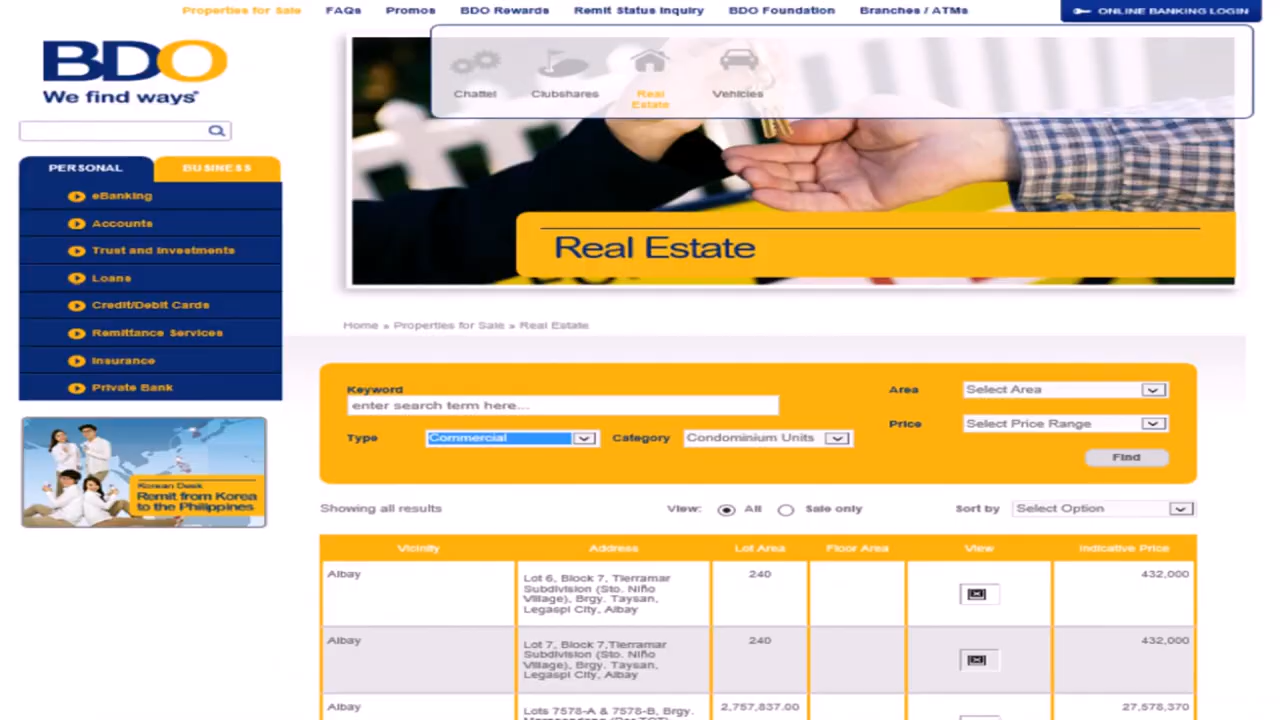 Properties for Sale FAQs Promos BDO Rewards Remit Status Inquiry BDO Foundation Branches / ATMs ONLINE BANKING LOGIN
BDO
We find ways®
Chattel Clubshares Real Estate Vehicles
PERSONAL BUSINESS
eBanking
Accounts
Trust and Investments
Loans
Credit/Debit Cards
Remittance Services
Insurance
Private Bank
Korean Desk
Remit from Korea
to the Philippines
Real Estate
Home » Properties for Sale » Real Estate
Keyword
enter search term here...
Area Select Area
Type Commercial Category Condominium Units
Price Select Price Range
Find
Showing all results View: All Sale only Sort by Select Option
Vicinity Address Lot Area Floor Area View Indicative Price
Albay Lot 6, Block 7, Tierramar 240 432,000
Subdivision (Sto. Niño
Village), Brgy. Taysan,
Legaspi City, Albay
Albay Lot 7, Block 7,Tierramar 240 432,000
Subdivision (Sto. Niño
Village), Brgy. Taysan,
Legaspi City, Albay
Albay Lots 7578-A & 7578-B, Brgy. 2,757,837.00 27,578,370